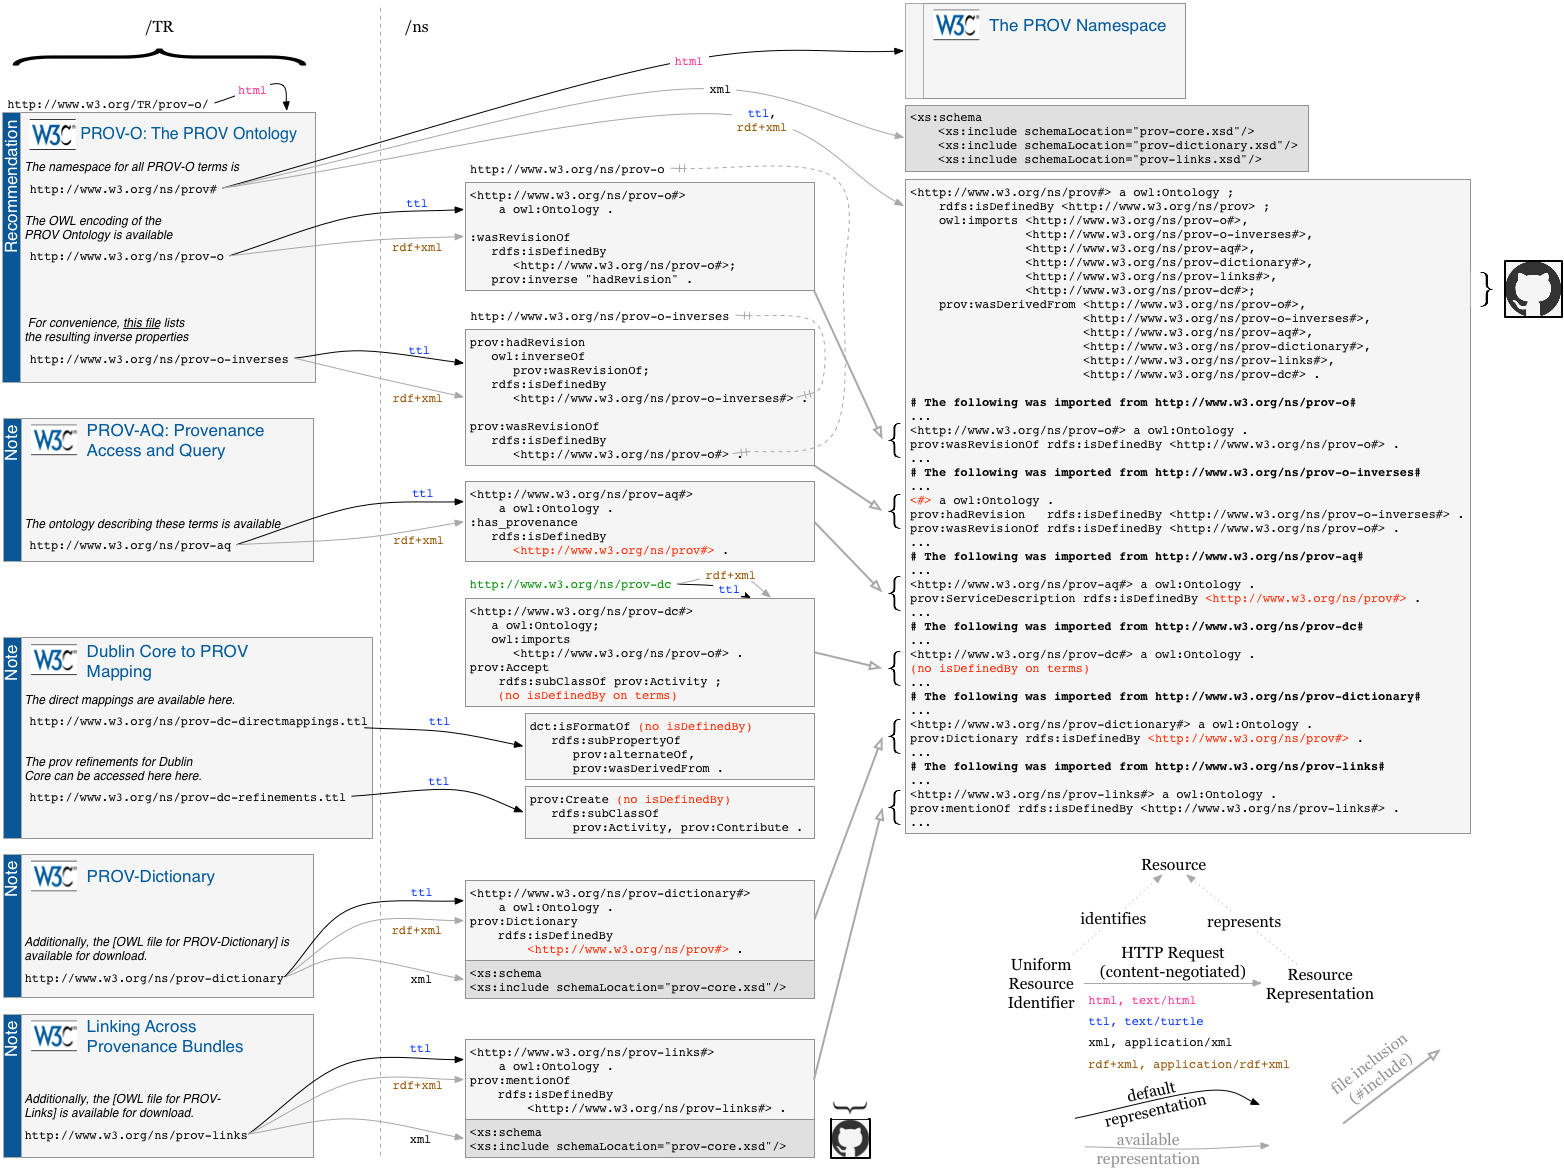 /TR
/ns
http://www.w3.org/TR/prov-o/
html
Recommendation
W3C
PROV-O: The PROV Ontology
The namespace for all PROV-O terms is
http://www.w3.org/ns/prov#
The OWL encoding of the
PROV Ontology is available
http://www.w3.org/ns/prov-o
For convenience, this file lists
the resulting inverse properties
http://www.w3.org/ns/prov-o-inverses
Note
W3C
PROV-AQ: Provenance
Access and Query
The ontology describing these terms is available
http://www.w3.org/ns/prov-aq
Note
W3C
Dublin Core to PROV
Mapping
The direct mappings are available here.
http://www.w3.org/ns/prov-dc-directmappings.ttl
The prov refinements for Dublin
Core can be accessed here here.
http://www.w3.org/ns/prov-dc-refinements.ttl
Note
W3C
PROV-Dictionary
Additionally, the [OWL file for PROV-Dictionary] is
available for download.
http://www.w3.org/ns/prov-dictionary
Note
W3C
Linking Across
Provenance Bundles
Additionally, the [OWL file for PROV-
Links] is available for download.
http://www.w3.org/ns/prov-links
html
xml
ttl,
rdf+xml
ttl
rdf+xml
ttl
rdf+xml
ttl
rdf+xml
ttl
ttl
ttl
rdf+xml
xml
ttl
rdf+xml
xml
http://www.w3.org/ns/prov-o
<http://www.w3.org/ns/prov-o#>
a owl:Ontology .
:wasRevisionOf
rdfs:isDefinedBy
<http://www.w3.org/ns/prov-o#>;
prov:inverse "hadRevision" .
http://www.w3.org/ns/prov-o-inverses
prov:hadRevision
owl:inverseOf
prov:wasRevisionOf;
rdfs:isDefinedBy
<http://www.w3.org/ns/prov-o-inverses#> .
prov:wasRevisionOf
rdfs:isDefinedBy
<http://www.w3.org/ns/prov-o#> .
<http://www.w3.org/ns/prov-aq#>
a owl:Ontology .
:has_provenance
rdfs:isDefinedBy
<http://www.w3.org/ns/prov#> .
http://www.w3.org/ns/prov-dc
rdf+xml
ttl
<http://www.w3.org/ns/prov-dc#>
a owl:Ontology;
owl:imports
<http://www.w3.org/ns/prov-o#> .
prov:Accept
rdfs:subClassOf prov:Activity ;
(no isDefinedBy on terms)
dct:isFormatOf (no isDefinedBy)
rdfs:subPropertyOf
prov:alternateOf,
prov:wasDerivedFrom .
prov:Create (no isDefinedBy)
rdfs:subClassOf
prov:Activity, prov:Contribute .
<http://www.w3.org/ns/prov-dictionary#>
a owl:Ontology .
prov:Dictionary
rdfs:isDefinedBy
<http://www.w3.org/ns/prov#> .
<xs:schema
<xs:include schemaLocation="prov-core.xsd"/>
<http://www.w3.org/ns/prov-links#>
a owl:Ontology .
prov:mentionOf
rdfs:isDefinedBy
<http://www.w3.org/ns/prov-links#> .
<xs:schema
<xs:include schemaLocation="prov-core.xsd"/>
W3C
The PROV Namespace
<xs:schema
<xs:include schemaLocation="prov-core.xsd"/>
<xs:include schemaLocation="prov-dictionary.xsd"/>
<xs:include schemaLocation="prov-links.xsd"/>
<http://www.w3.org/ns/prov#> a owl:Ontology ;
rdfs:isDefinedBy <http://www.w3.org/ns/prov> ;
owl:imports <http://www.w3.org/ns/prov-o#>,
<http://www.w3.org/ns/prov-o-inverses#>,
<http://www.w3.org/ns/prov-aq#>,
<http://www.w3.org/ns/prov-dictionary#>,
<http://www.w3.org/ns/prov-links#>,
<http://www.w3.org/ns/prov-dc#>;
prov:wasDerivedFrom <http://www.w3.org/ns/prov-o#>,
<http://www.w3.org/ns/prov-o-inverses#>,
<http://www.w3.org/ns/prov-aq#>,
<http://www.w3.org/ns/prov-dictionary#>,
<http://www.w3.org/ns/prov-links#>,
<http://www.w3.org/ns/prov-dc#> .
# The following was imported from http://www.w3.org/ns/prov-o#
...
<http://www.w3.org/ns/prov-o#> a owl:Ontology .
prov:wasRevisionOf rdfs:isDefinedBy <http://www.w3.org/ns/prov-o#> .
...
# The following was imported from http://www.w3.org/ns/prov-o-inverses#
...
<#> a owl:Ontology .
prov:hadRevision rdfs:isDefinedBy <http://www.w3.org/ns/prov-o-inverses#> .
prov:wasRevisionOf rdfs:isDefinedBy <http://www.w3.org/ns/prov-o#> .
...
# The following was imported from http://www.w3.org/ns/prov-aq#
...
<http://www.w3.org/ns/prov-aq#> a owl:Ontology .
prov:ServiceDescription rdfs:isDefinedBy <http://www.w3.org/ns/prov#> .
...
# The following was imported from http://www.w3.org/ns/prov-dc#
...
<http://www.w3.org/ns/prov-dc#> a owl:Ontology .
(no isDefinedBy on terms)
...
# The following was imported from http://www.w3.org/ns/prov-dictionary#
...
<http://www.w3.org/ns/prov-dictionary#> a owl:Ontology .
prov:Dictionary rdfs:isDefinedBy <http://www.w3.org/ns/prov#> .
...
# The following was imported from http://www.w3.org/ns/prov-links#
...
<http://www.w3.org/ns/prov-links#> a owl:Ontology .
prov:mentionOf rdfs:isDefinedBy <http://www.w3.org/ns/prov-links#> .
...
Resource
identifies
represents
Uniform
Resource
Identifier
HTTP Request
(content-negotiated)
Resource
Representation
html, text/html
ttl, text/turtle
xml, application/xml
rdf+xml, application/rdf+xml
default
representation
available
representation
file inclusion
(#include)